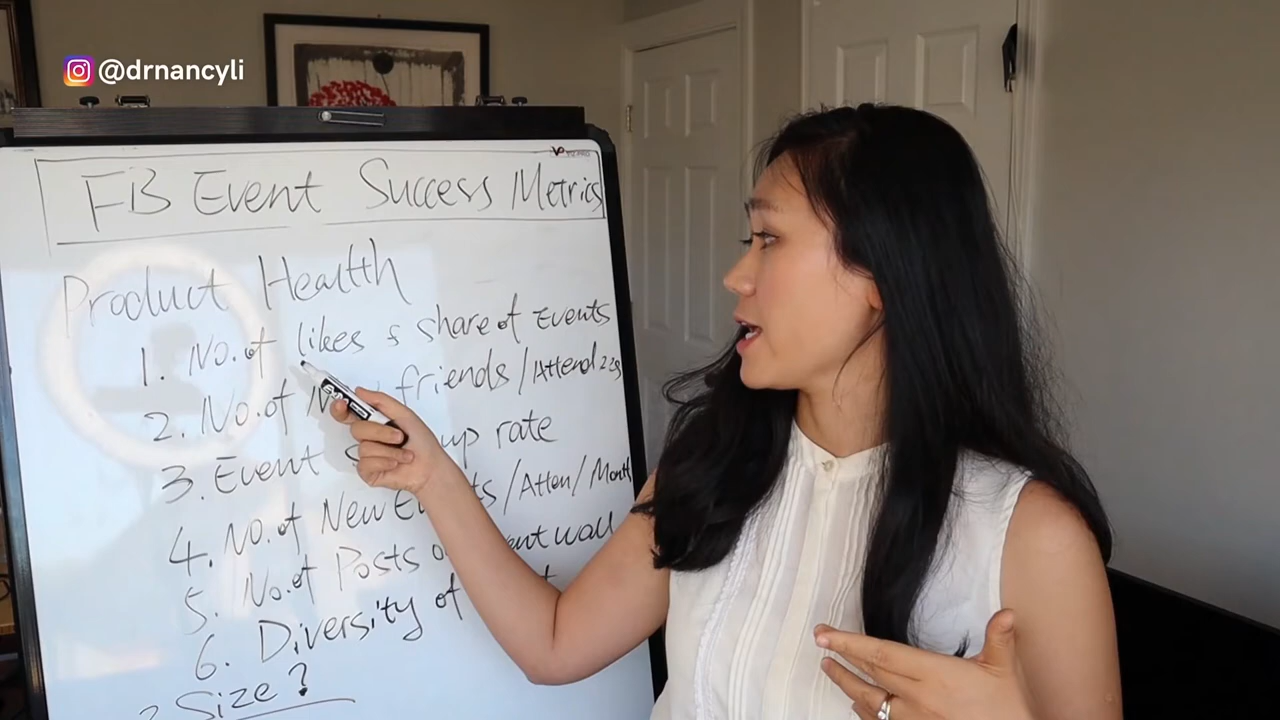 @drnancyli
FB Event Success Metrics
Product Health
1. No. of likes & share of Events
2. No. of friends / Attend
3. Event up rate
4. No. of New / Atten / Month
5. No. of Posts wall
6. Diversity of
Size?